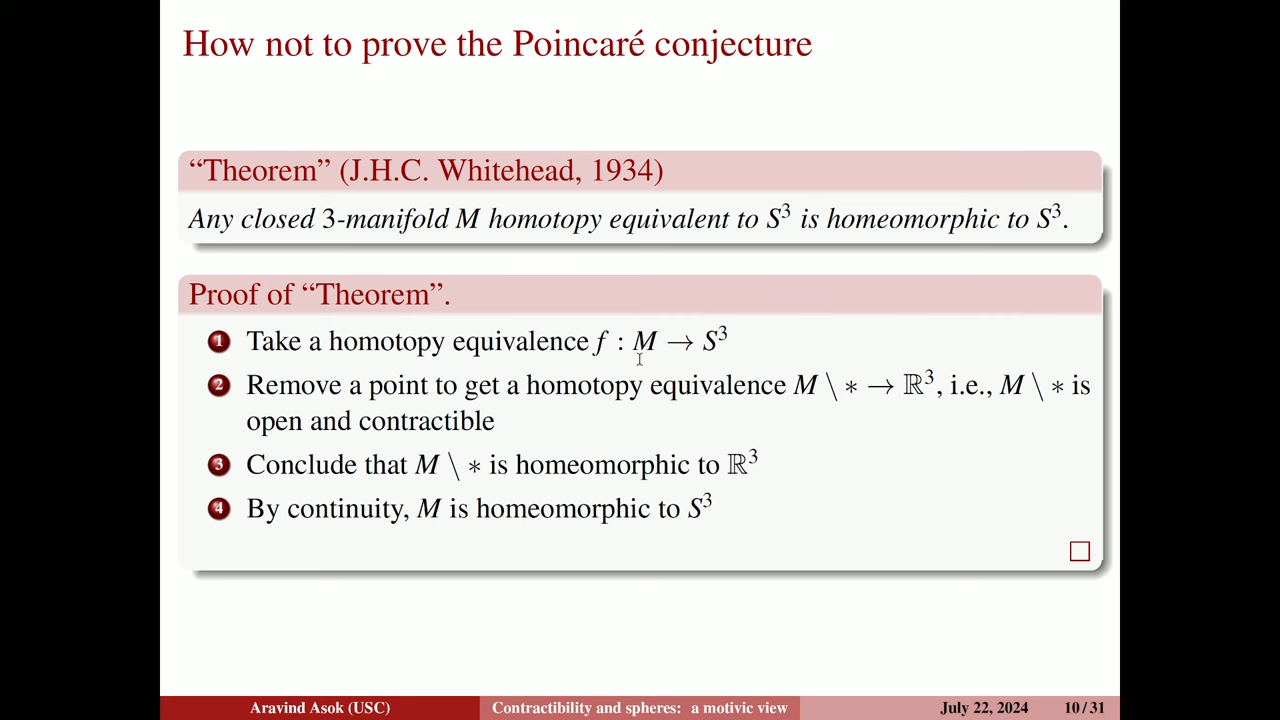 How not to prove the Poincaré conjecture
“Theorem” (J.H.C. Whitehead, 1934)
Any closed 3-manifold M homotopy equivalent to S³ is homeomorphic to S³.
Proof of “Theorem”.
1 Take a homotopy equivalence f : M → S³
2 Remove a point to get a homotopy equivalence M \ ∗ → ℝ³, i.e., M \ ∗ is
open and contractible
3 Conclude that M \ ∗ is homeomorphic to ℝ³
4 By continuity, M is homeomorphic to S³
□
Aravind Asok (USC) Contractibility and spheres: a motivic view July 22, 2024 10 / 31